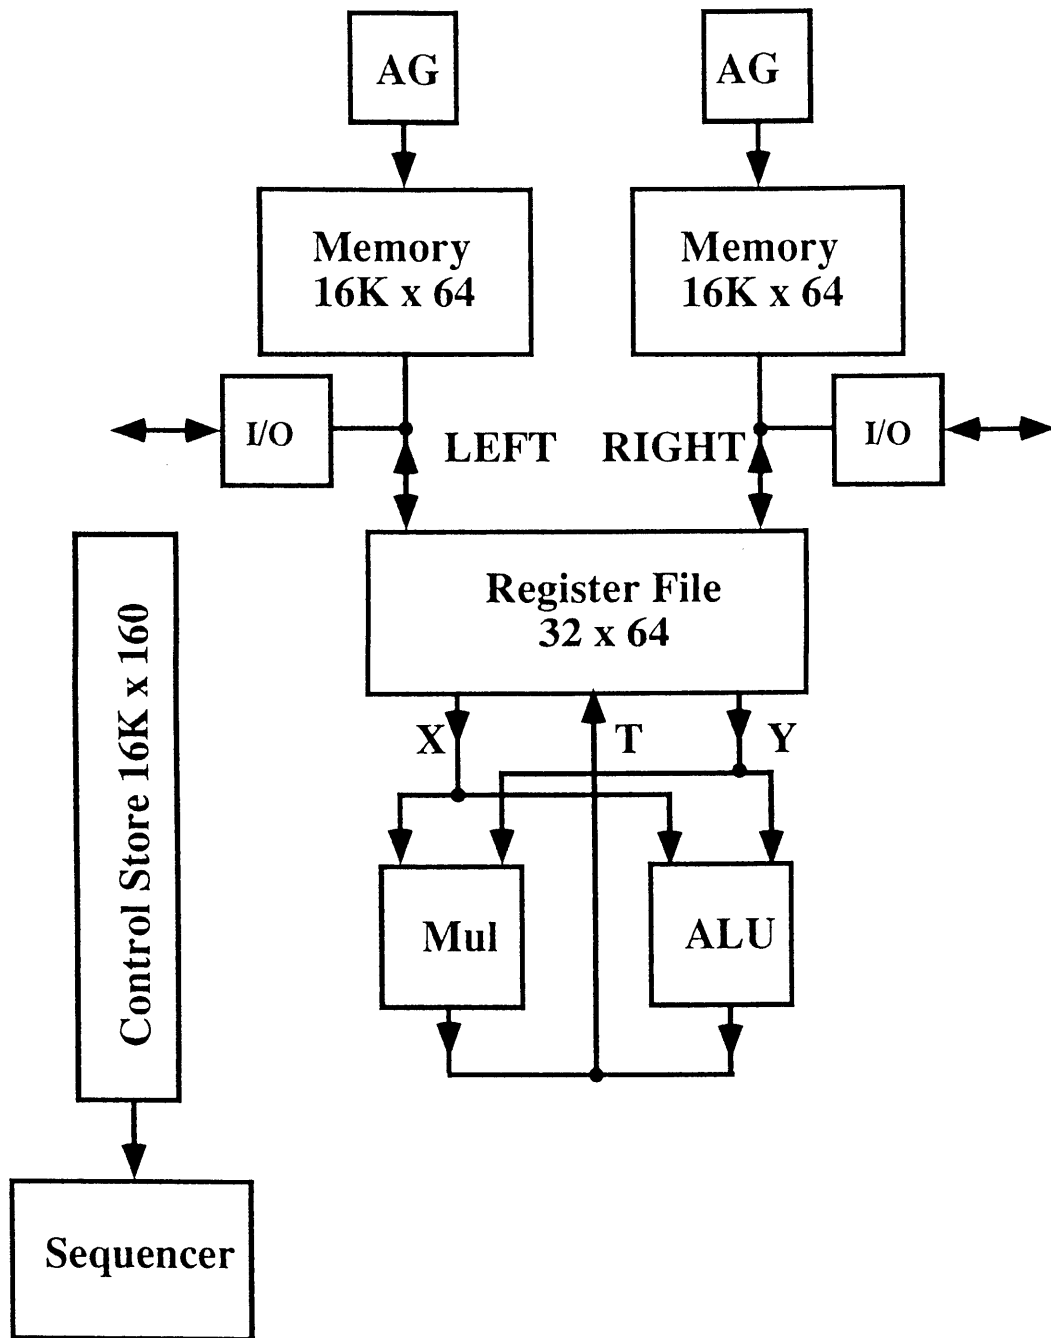 AG
AG
Memory
16K x 64
Memory
16K x 64
I/O
LEFT
RIGHT
I/O
Register File
32 x 64
Control Store 16K x 160
X
T
Y
Mul
ALU
Sequencer